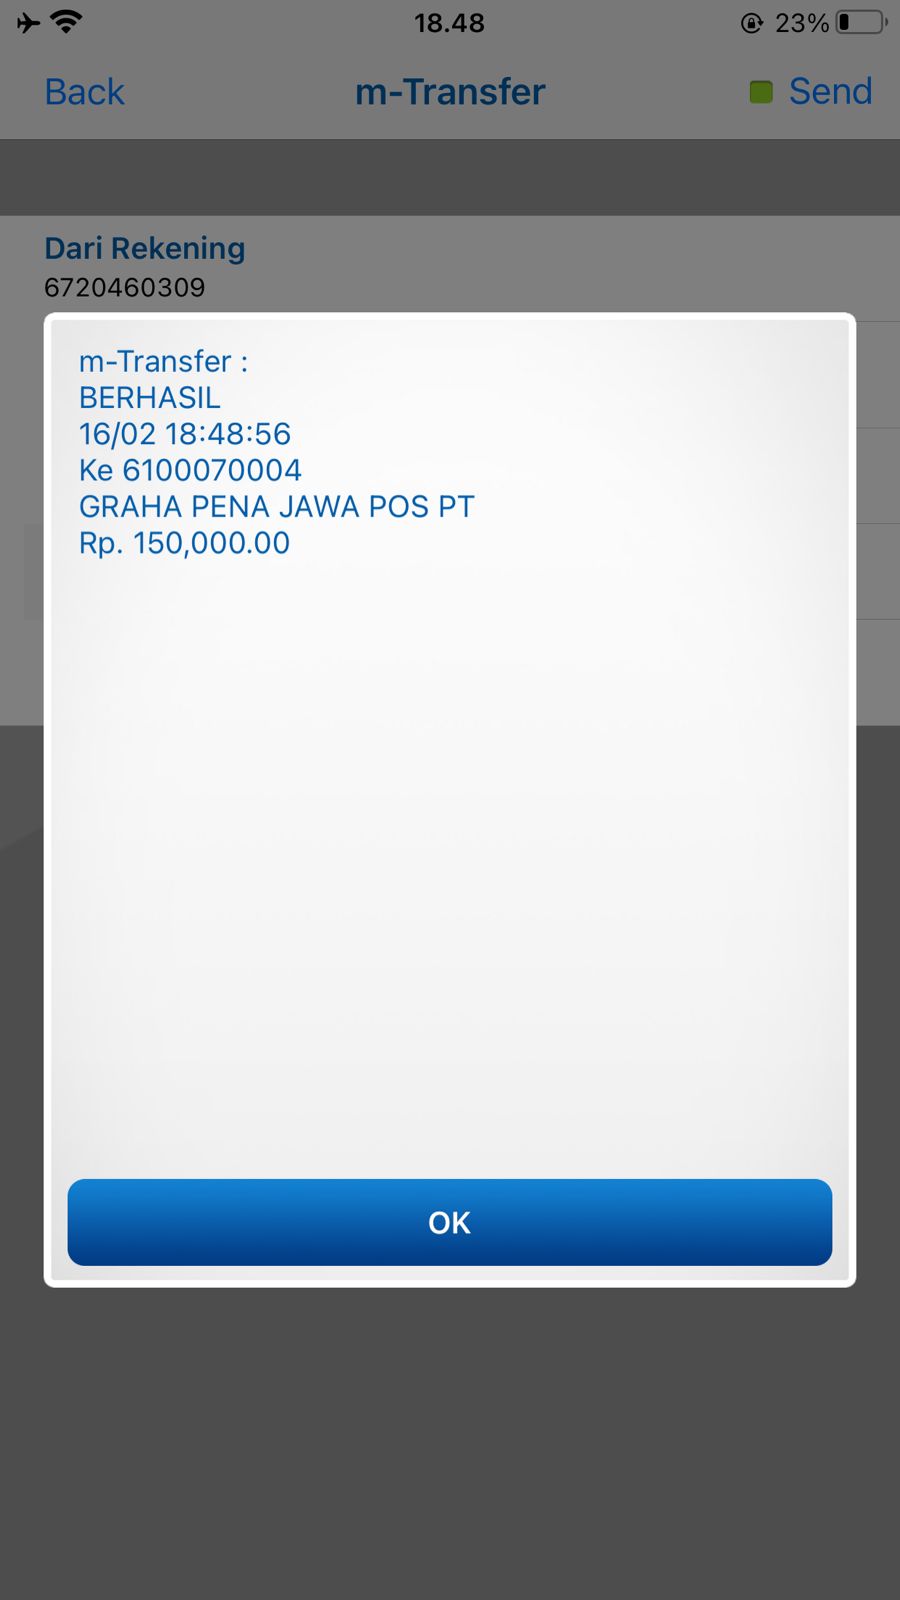 18.48
23%
Back
m-Transfer
Send
Dari Rekening
6720460309
m-Transfer :
BERHASIL
16/02 18:48:56
Ke 6100070004
GRAHA PENA JAWA POS PT
Rp. 150,000.00
OK